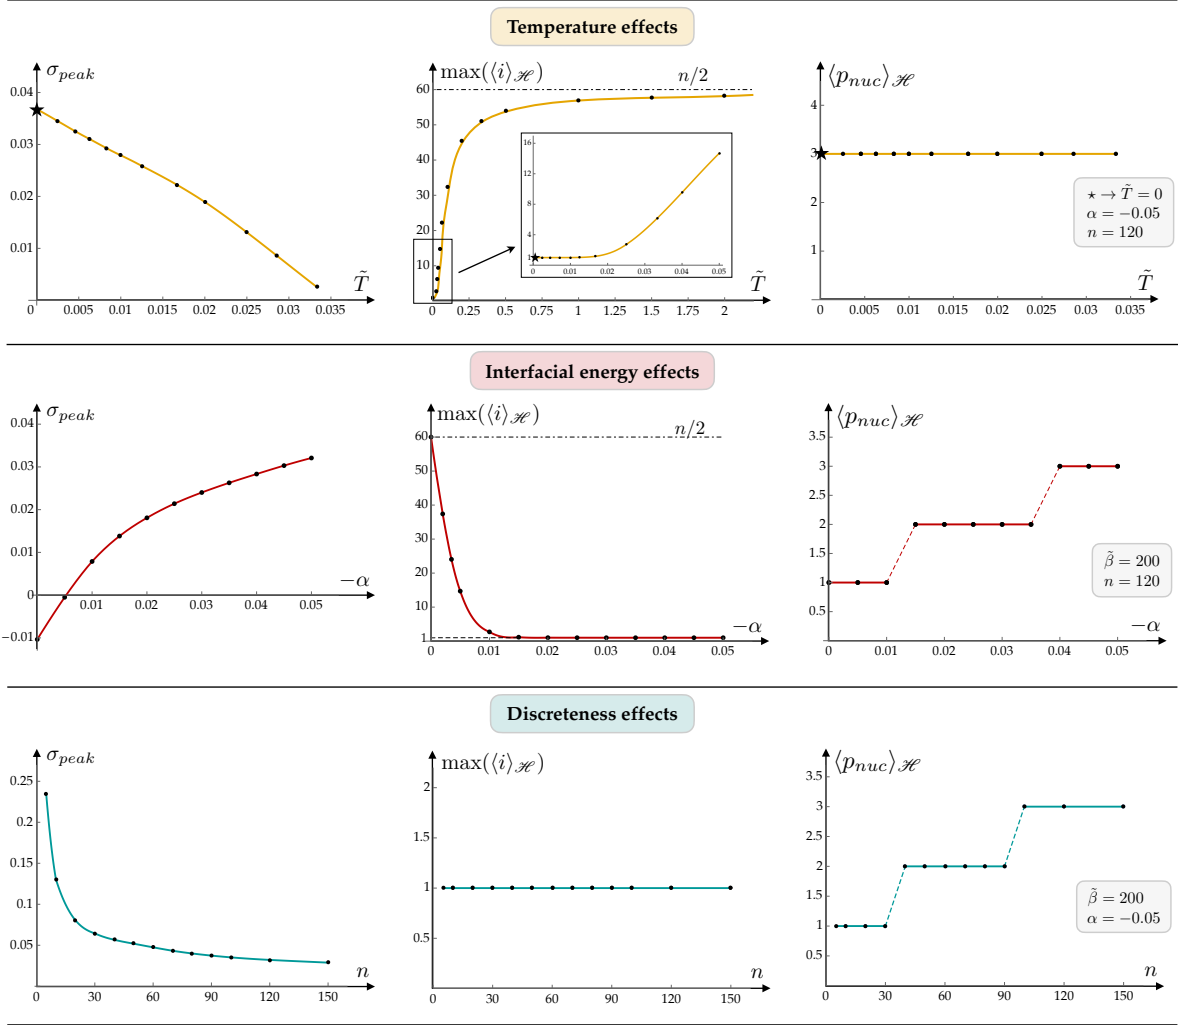 Temperature effects
σ_peak
0.04
0.03
0.02
0.01
0 0.005 0.01 0.015 0.02 0.025 0.03 0.035
T̃
max(⟨i⟩_ℋ)
n/2
60
50
40
30
20
10
0 0.25 0.5 0.75 1 1.25 1.5 1.75 2
T̃
16
12
8
4
1
0 0.01 0.02 0.03 0.04 0.05
⟨p_nuc⟩_ℋ
4
3
2
1
0 0.005 0.01 0.015 0.02 0.025 0.03 0.035
T̃
★ → T̃ = 0
α = −0.05
n = 120
Interfacial energy effects
σ_peak
0.04
0.03
0.02
0.01
0
−0.01
0.01 0.02 0.03 0.04 0.05
−α
max(⟨i⟩_ℋ)
n/2
60
50
40
30
20
10
1
0 0.01 0.02 0.03 0.04 0.05
−α
⟨p_nuc⟩_ℋ
3.5
3
2.5
2
1.5
1
0.5
0 0.01 0.02 0.03 0.04 0.05
−α
β̃ = 200
n = 120
Discreteness effects
σ_peak
0.25
0.2
0.15
0.1
0.05
0 30 60 90 120 150
n
max(⟨i⟩_ℋ)
2
1.5
1
0.5
0 30 60 90 120 150
n
⟨p_nuc⟩_ℋ
3.5
3
2.5
2
1.5
1
0.5
0 30 60 90 120 150
n
β̃ = 200
α = −0.05